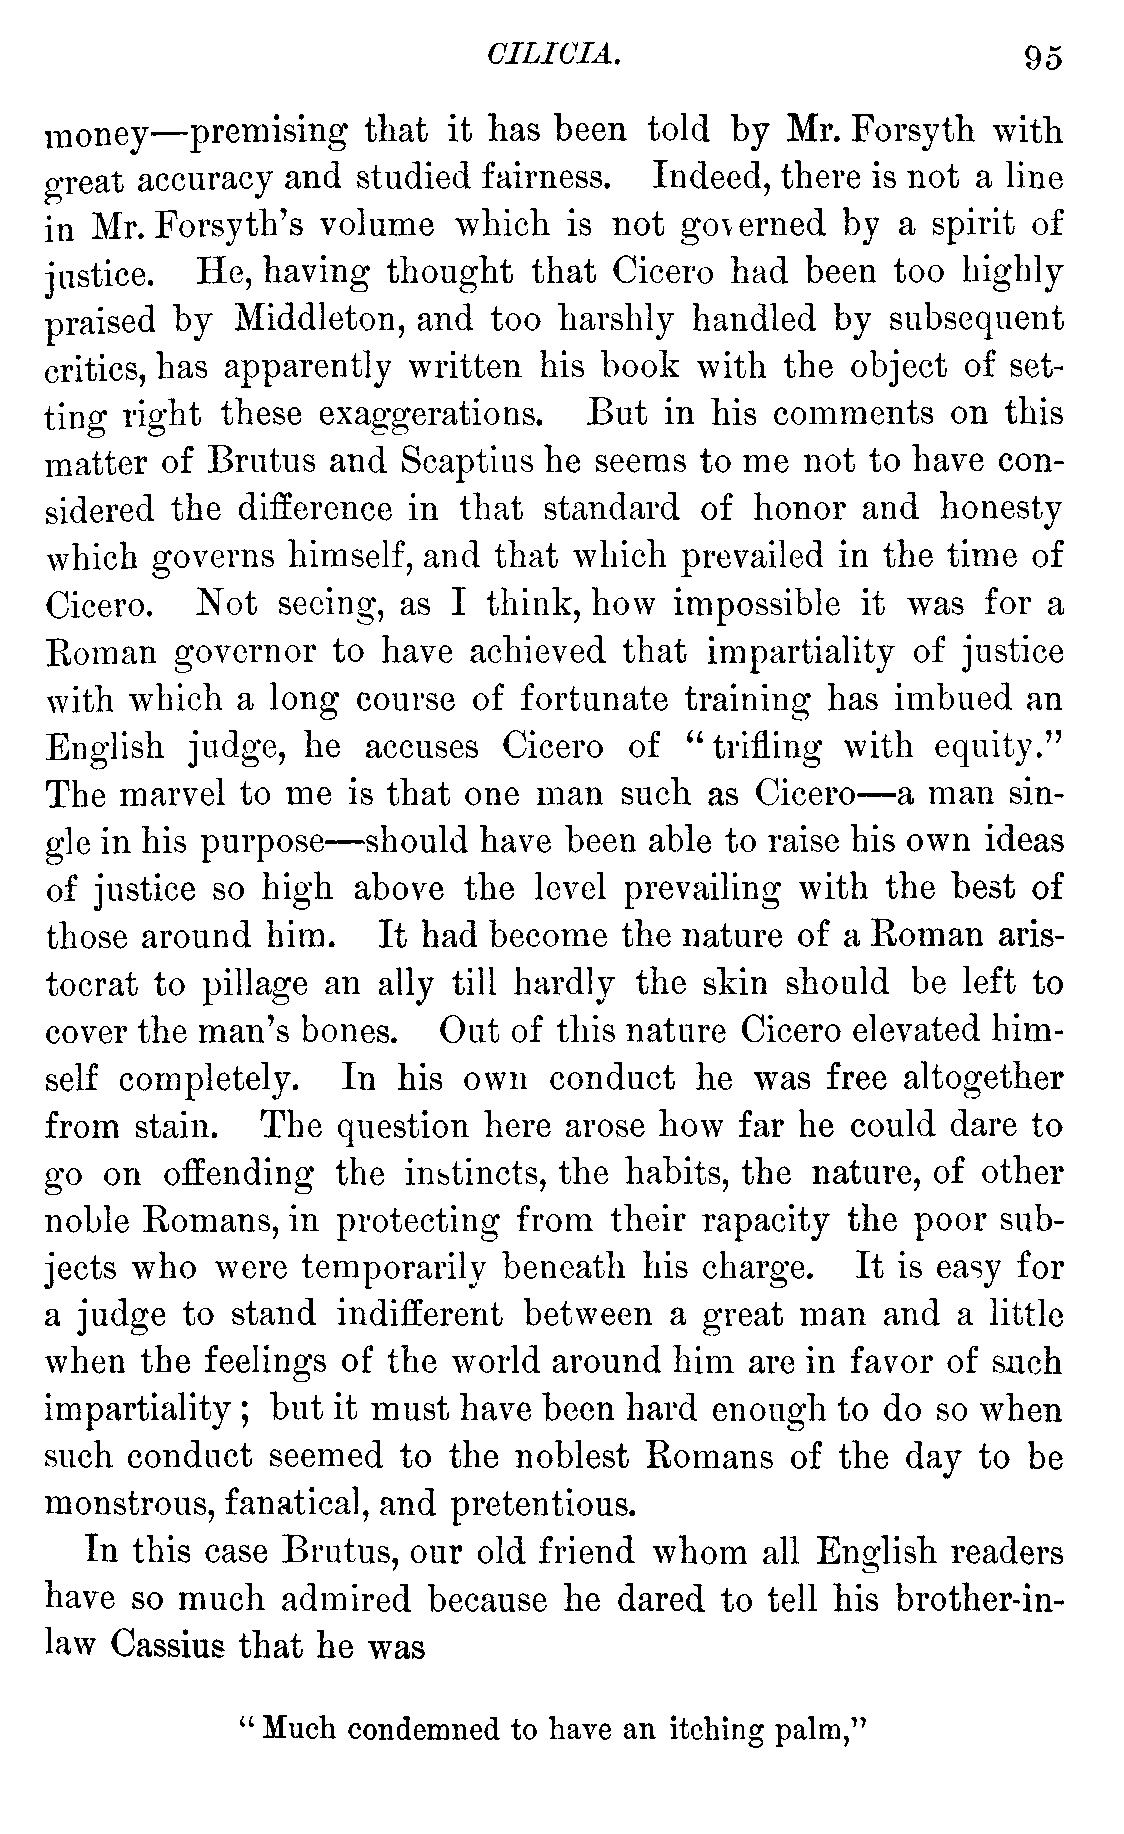 CILICIA. 95
money—premising that it has been told by Mr. Forsyth with
great accuracy and studied fairness. Indeed, there is not a line
in Mr. Forsyth's volume which is not governed by a spirit of
justice. He, having thought that Cicero had been too highly
praised by Middleton, and too harshly handled by subsequent
critics, has apparently written his book with the object of set-
ting right these exaggerations. But in his comments on this
matter of Brutus and Scaptius he seems to me not to have con-
sidered the difference in that standard of honor and honesty
which governs himself, and that which prevailed in the time of
Cicero. Not seeing, as I think, how impossible it was for a
Roman governor to have achieved that impartiality of justice
with which a long course of fortunate training has imbued an
English judge, he accuses Cicero of "trifling with equity."
The marvel to me is that one man such as Cicero—a man sin-
gle in his purpose—should have been able to raise his own ideas
of justice so high above the level prevailing with the best of
those around him. It had become the nature of a Roman aris-
tocrat to pillage an ally till hardly the skin should be left to
cover the man's bones. Out of this nature Cicero elevated him-
self completely. In his own conduct he was free altogether
from stain. The question here arose how far he could dare to
go on offending the instincts, the habits, the nature, of other
noble Romans, in protecting from their rapacity the poor sub-
jects who were temporarily beneath his charge. It is easy for
a judge to stand indifferent between a great man and a little
when the feelings of the world around him are in favor of such
impartiality; but it must have been hard enough to do so when
such conduct seemed to the noblest Romans of the day to be
monstrous, fanatical, and pretentious.
In this case Brutus, our old friend whom all English readers
have so much admired because he dared to tell his brother-in-
law Cassius that he was
"Much condemned to have an itching palm,"